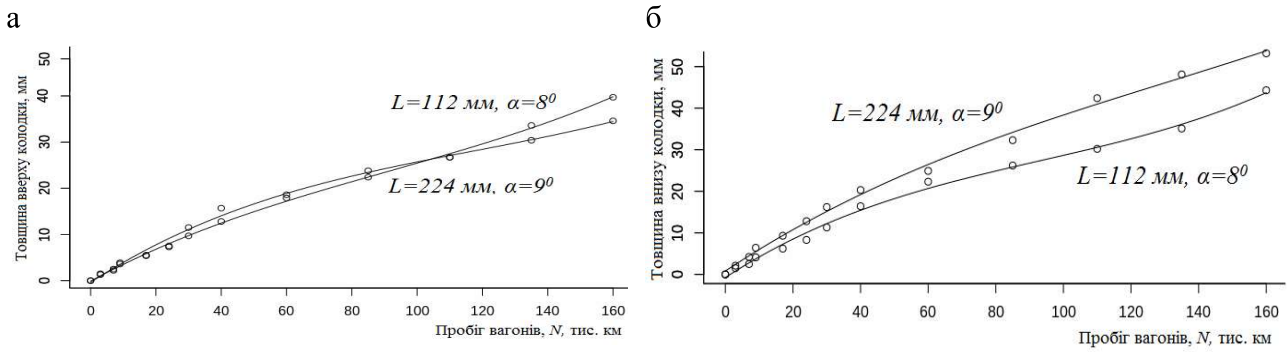 а
Товщина вверху колодки, мм
50
40
30
20
10
0
L=112 мм, α=8⁰
L=224 мм, α=9⁰
0 20 40 60 80 100 120 140 160
Пробіг вагонів, N, тис. км
б
Товщина внизу колодки, мм
50
40
30
20
10
0
L=224 мм, α=9⁰
L=112 мм, α=8⁰
0 20 40 60 80 100 120 140 160
Пробіг вагонів, N, тис. км